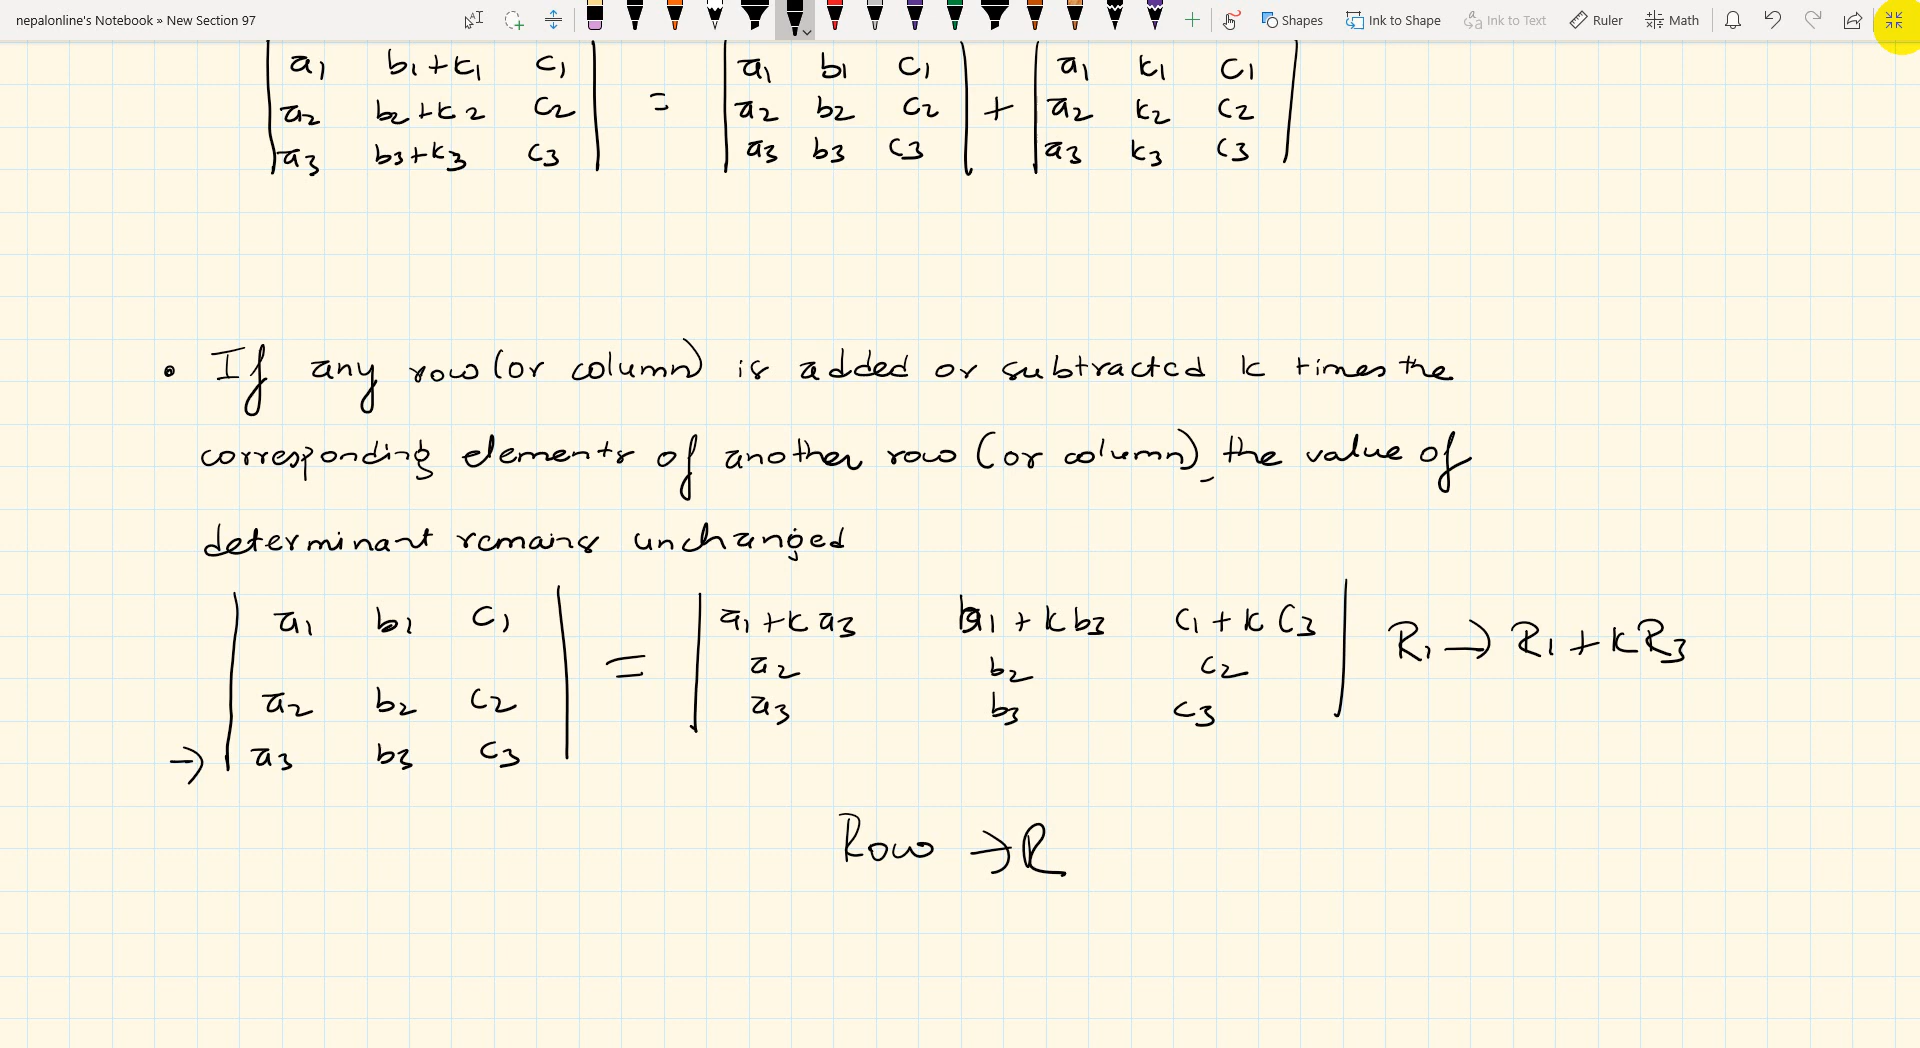 nepalonline's Notebook » New Section 97
Shapes Ink to Shape Ink to Text Ruler Math
a1 b1+k1 c1 a1 b1 c1 a1 k1 c1
a2 b2+k2 c2 = a2 b2 c2 + a2 k2 c2
a3 b3+k3 c3 a3 b3 c3 a3 k3 c3
• If any row (or column) is added or subtracted k times the
corresponding elements of another row (or column), the value of
determinant remains unchanged
a1 b1 c1 a1+ka3 b1+kb3 c1+kc3 R1→R1+kR3
= a2 b2 c2
a2 b2 c2 a3 b3 c3
→ a3 b3 c3
Row → R